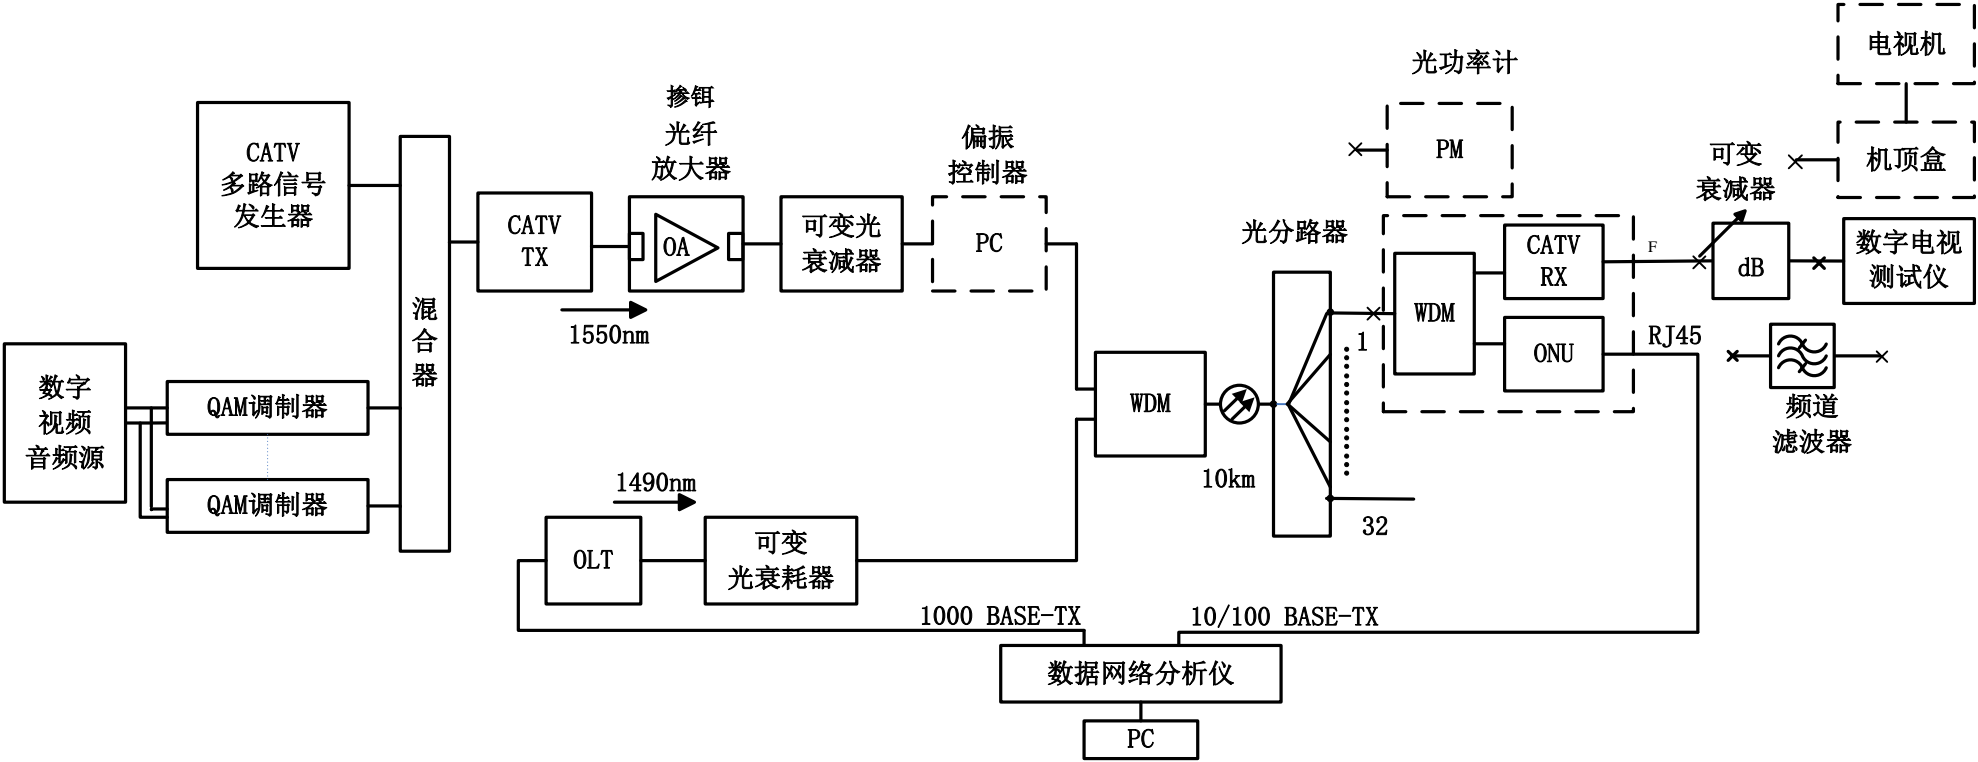 CATV
多路信号
发生器
数字
视频
音频源
QAM调制器
QAM调制器
混
合
器
CATV
TX
1550nm
掺铒
光纤
放大器
OA
可变光
衰减器
偏振
控制器
PC
1490nm
OLT
可变
光衰耗器
WDM
10km
光分路器
1
32
光功率计
PM
WDM
CATV
RX
ONU
F
RJ45
可变
衰减器
dB
电视机
机顶盒
数字电视
测试仪
频道
滤波器
1000 BASE-TX
10/100 BASE-TX
数据网络分析仪
PC